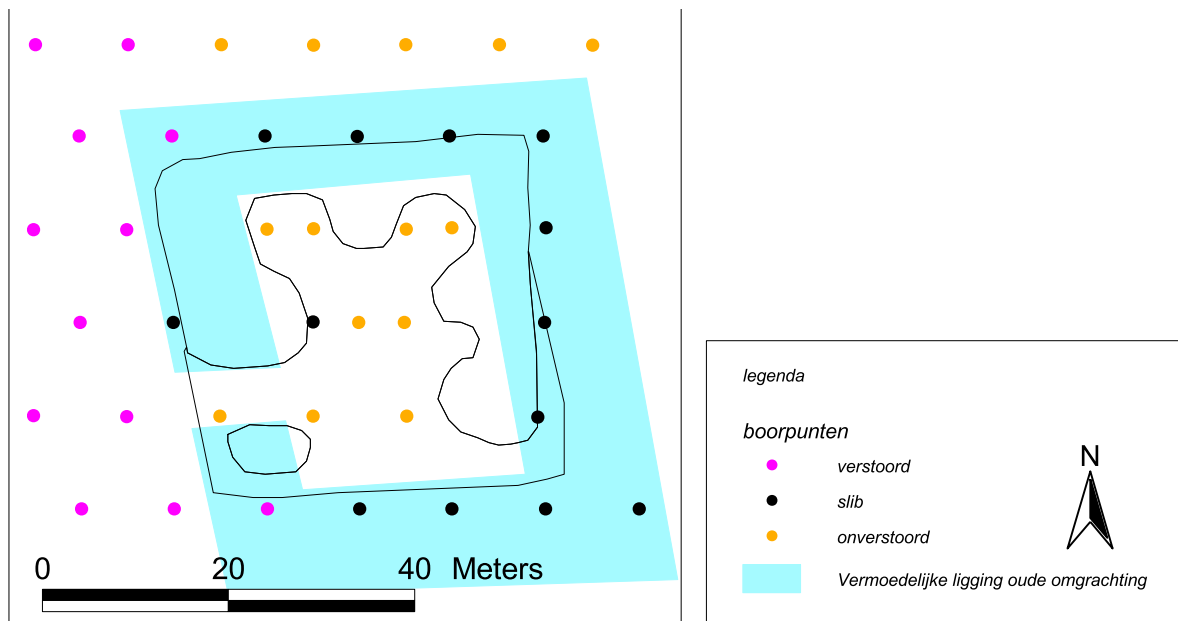 0 20 40 Meters
legenda
boorpunten
N
verstoord
slib
onverstoord
Vermoedelijke ligging oude omgrachting